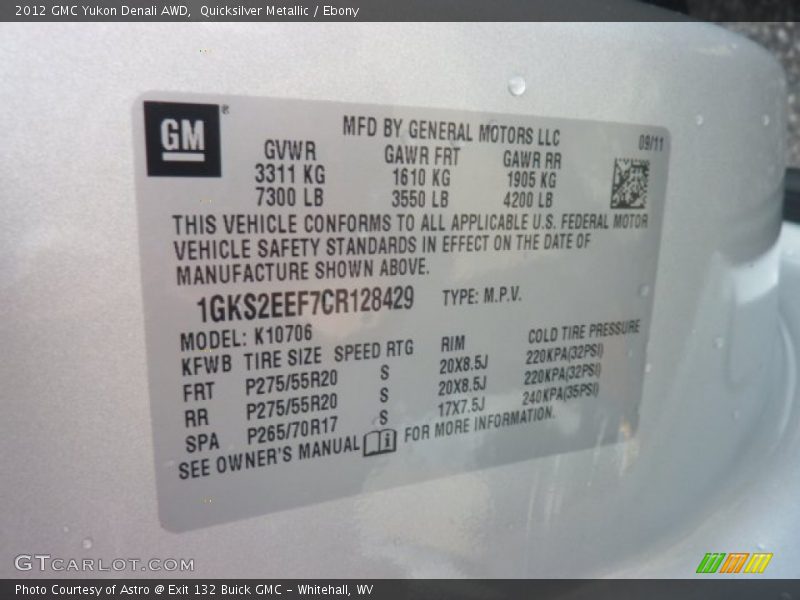 2012 GMC Yukon Denali AWD, Quicksilver Metallic / Ebony
GM®
MFD BY GENERAL MOTORS LLC 09/11
GVWR GAWR FRT GAWR RR
3311 KG 1610 KG 1905 KG
7300 LB 3550 LB 4200 LB
THIS VEHICLE CONFORMS TO ALL APPLICABLE U.S. FEDERAL MOTOR
VEHICLE SAFETY STANDARDS IN EFFECT ON THE DATE OF
MANUFACTURE SHOWN ABOVE.
1GKS2EEF7CR128429 TYPE: M.P.V.
MODEL: K10706
KFWB TIRE SIZE SPEED RTG RIM COLD TIRE PRESSURE
FRT P275/55R20 S 20X8.5J 220KPA(32PSI)
RR P275/55R20 S 20X8.5J 220KPA(32PSI)
SPA P265/70R17 S 17X7.5J 240KPA(35PSI)
SEE OWNER'S MANUAL FOR MORE INFORMATION.
GTCARLOT.COM
Photo Courtesy of Astro @ Exit 132 Buick GMC - Whitehall, WV